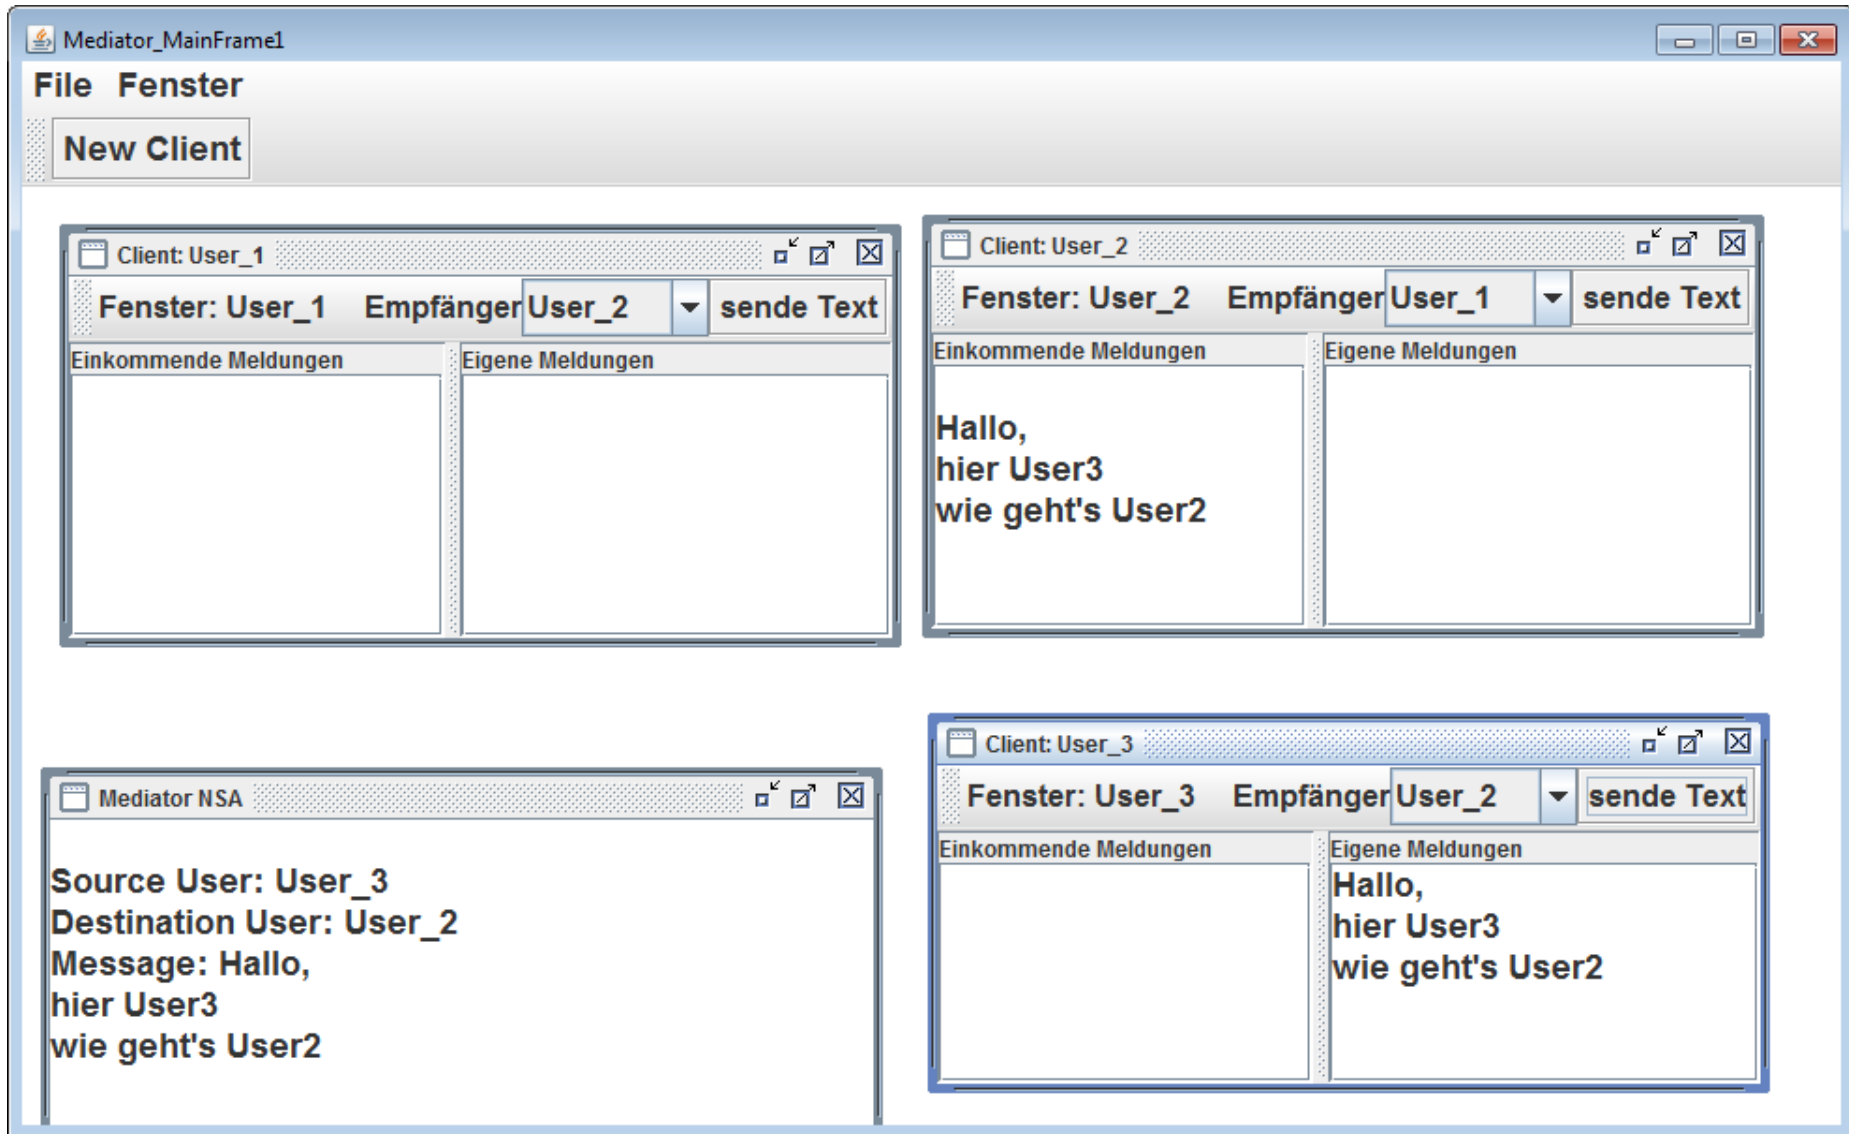 Mediator_MainFrame1
File Fenster
New Client
Client: User_1
Fenster: User_1 Empfänger User_2 sende Text
Einkommende Meldungen Eigene Meldungen
Client: User_2
Fenster: User_2 Empfänger User_1 sende Text
Einkommende Meldungen Eigene Meldungen
Hallo,
hier User3
wie geht's User2
Mediator NSA
Source User: User_3
Destination User: User_2
Message: Hallo,
hier User3
wie geht's User2
Client: User_3
Fenster: User_3 Empfänger User_2 sende Text
Einkommende Meldungen Eigene Meldungen
Hallo,
hier User3
wie geht's User2